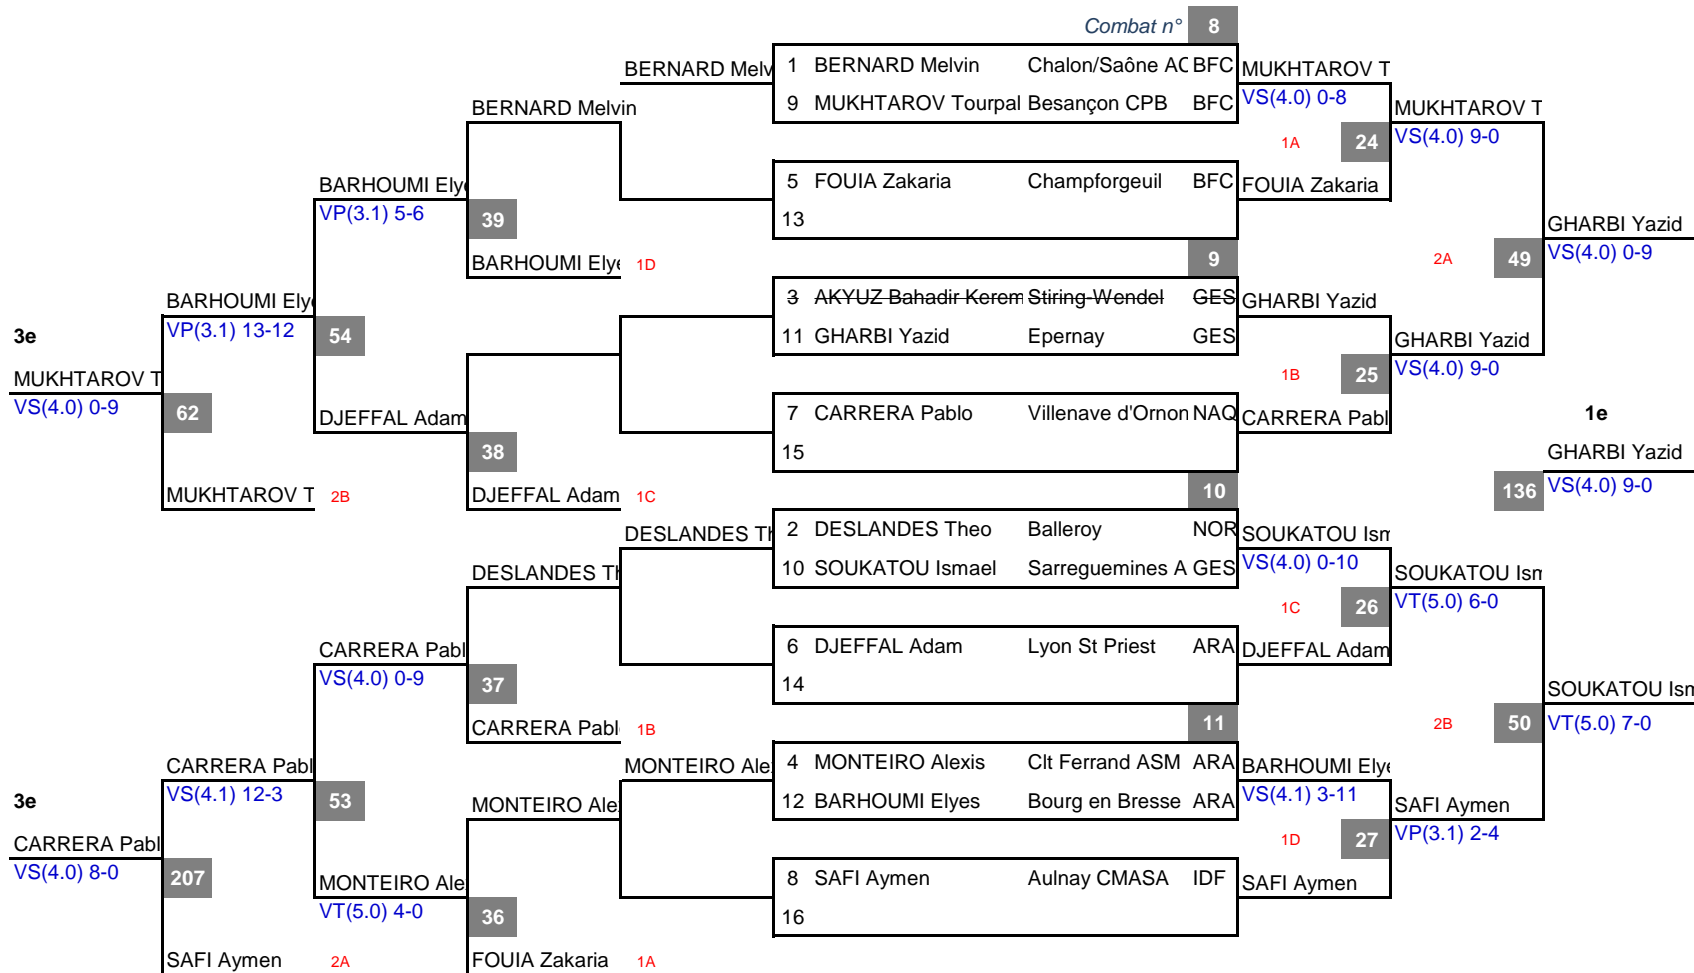 Combat n° 8
BERNARD Melv 1 BERNARD Melvin Chalon/Saône AC BFC MUKHTAROV T
9 MUKHTAROV Tourpal Besançon CPB BFC VS(4.0) 0-8
BERNARD Melvin MUKHTAROV T
1A 24 VS(4.0) 9-0
BARHOUMI Elye 5 FOUIA Zakaria Champforgeuil BFC FOUIA Zakaria
VP(3.1) 5-6 39 13
GHARBI Yazid
BARHOUMI Elye 1D 9 2A 49 VS(4.0) 0-9
BARHOUMI Elye 3 AKYUZ Bahadir Kerem Stiring-Wendel GES GHARBI Yazid
VP(3.1) 13-12 54 11 GHARBI Yazid Epernay GES
3e GHARBI Yazid
MUKHTAROV T 1B 25 VS(4.0) 9-0
VS(4.0) 0-9 62 DJEFFAL Adam 7 CARRERA Pablo Villenave d'Ornon NAQ CARRERA Pabl 1e
38 15 GHARBI Yazid
MUKHTAROV T 2B DJEFFAL Adam 1C 10 136 VS(4.0) 9-0
DESLANDES Th 2 DESLANDES Theo Balleroy NOR SOUKATOU Ism
DESLANDES Th 10 SOUKATOU Ismael Sarreguemines A GES VS(4.0) 0-10 SOUKATOU Ism
1C 26 VT(5.0) 6-0
CARRERA Pabl 6 DJEFFAL Adam Lyon St Priest ARA DJEFFAL Adam
VS(4.0) 0-9 37 14 SOUKATOU Ism
CARRERA Pabl 1B 11 2B 50 VT(5.0) 7-0
CARRERA Pabl MONTEIRO Ale 4 MONTEIRO Alexis Clt Ferrand ASM ARA BARHOUMI Elye
3e VS(4.1) 12-3 53 MONTEIRO Ale 12 BARHOUMI Elyes Bourg en Bresse ARA VS(4.1) 3-11 SAFI Aymen
CARRERA Pabl 1D 27 VP(3.1) 2-4
VS(4.0) 8-0 207 MONTEIRO Ale 8 SAFI Aymen Aulnay CMASA IDF SAFI Aymen
VT(5.0) 4-0 36 16
SAFI Aymen 2A FOUIA Zakaria 1A